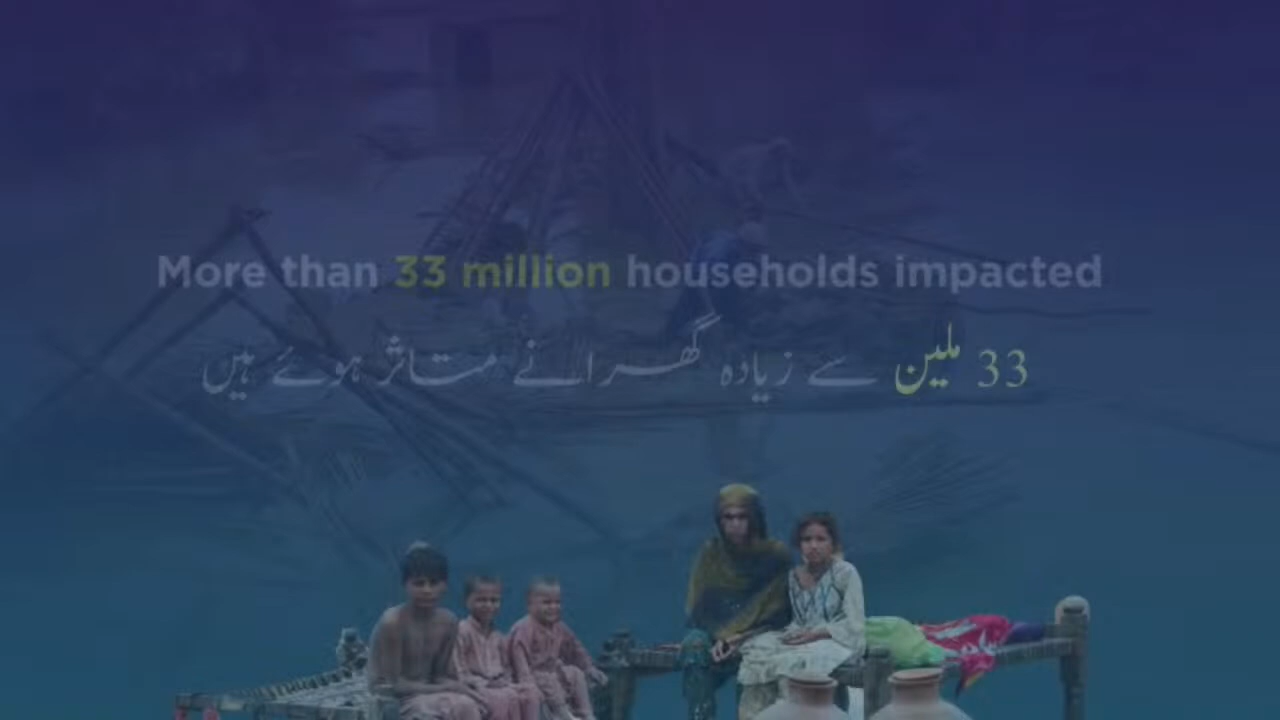 More than 33 million households impacted
33 ملین سے زیادہ گھرانے متاثر ہوئے ہیں